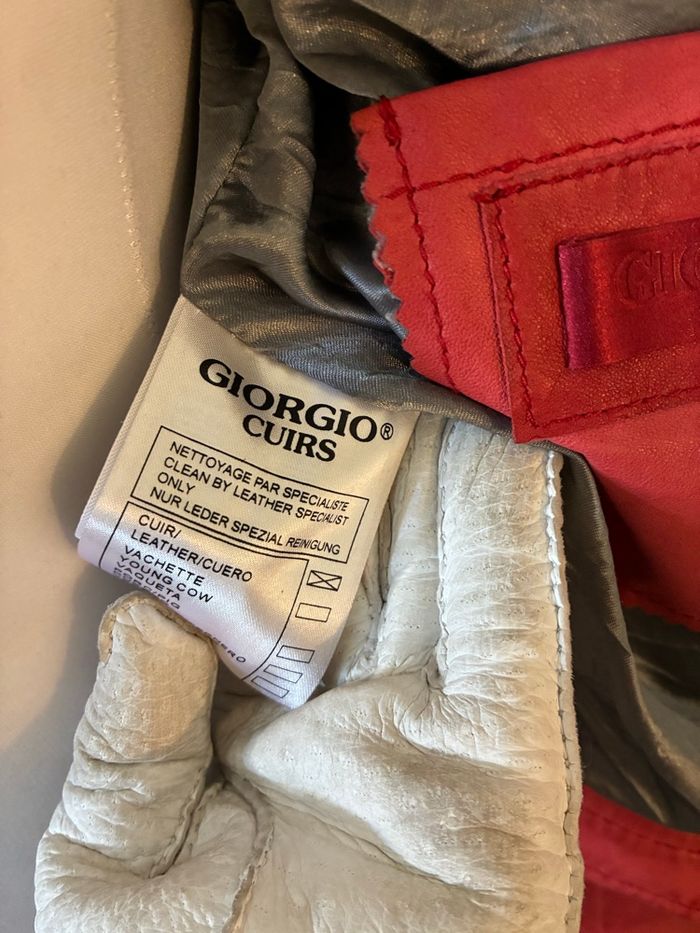 GIORGIO®
CUIRS
NETTOYAGE PAR SPECIALISTE
CLEAN BY LEATHER SPECIALIST
ONLY
NUR LEDER SPEZIAL REINIGUNG
CUIR/
LEATHER/CUERO
VACHETTE
YOUNG COW
VAQUETA